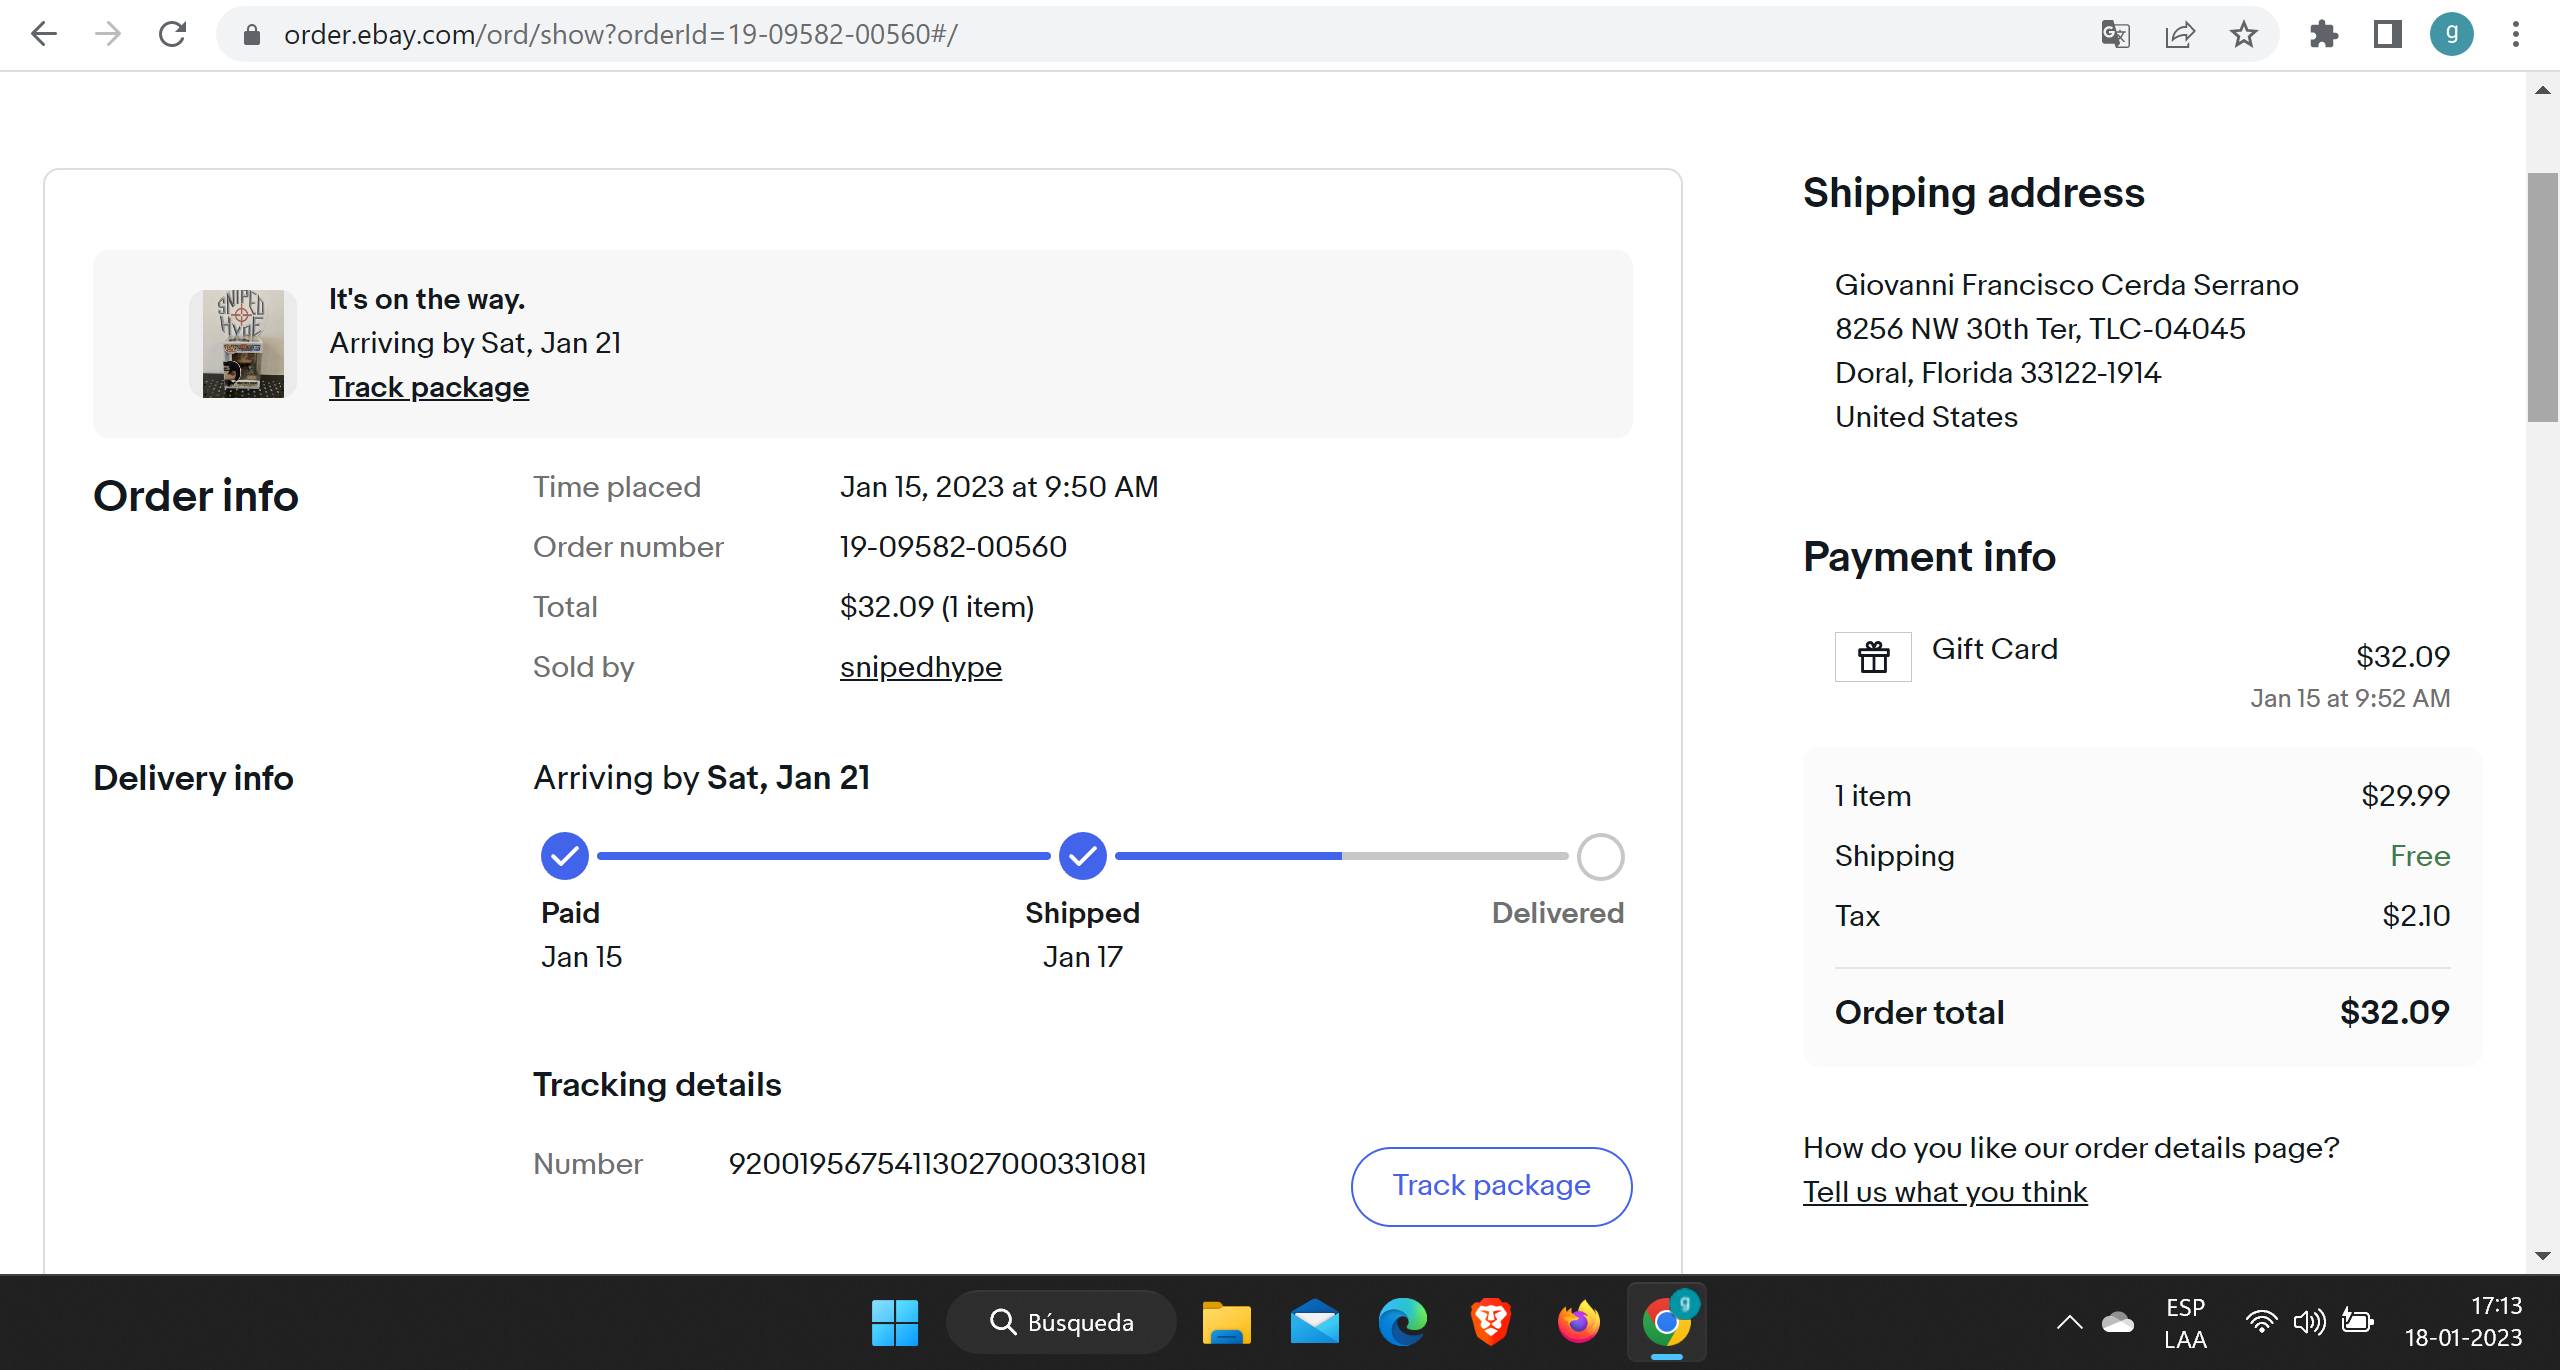 order.ebay.com/ord/show?orderId=19-09582-00560#/
g
SNIPED
HYPE
It's on the way.
Arriving by Sat, Jan 21
Track package
Order info
Time placed Jan 15, 2023 at 9:50 AM
Order number 19-09582-00560
Total $32.09 (1 item)
Sold by snipedhype
Delivery info
Arriving by Sat, Jan 21
Paid Shipped Delivered
Jan 15 Jan 17
Tracking details
Number 92001956754113027000331081
Track package
Shipping address
Giovanni Francisco Cerda Serrano
8256 NW 30th Ter, TLC-04045
Doral, Florida 33122-1914
United States
Payment info
Gift Card $32.09
Jan 15 at 9:52 AM
1 item $29.99
Shipping Free
Tax $2.10
Order total $32.09
How do you like our order details page?
Tell us what you think
Búsqueda
g
ESP
LAA
17:13
18-01-2023